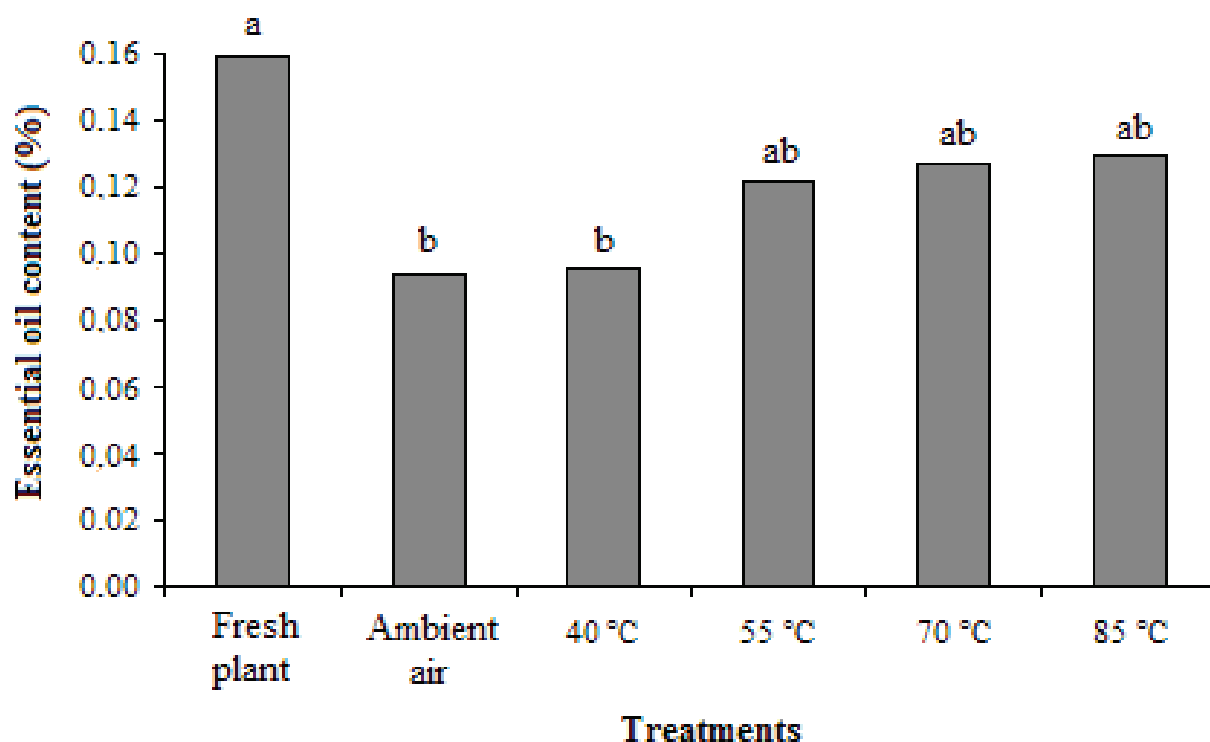 a
0.16
0.14
ab
ab
ab
0.12
b
b
0.10
0.08
0.06
0.04
0.02
0.00
Essential oil content (%)
Fresh
plant
Ambient
air
40 °C
55 °C
70 °C
85 °C
Treatments